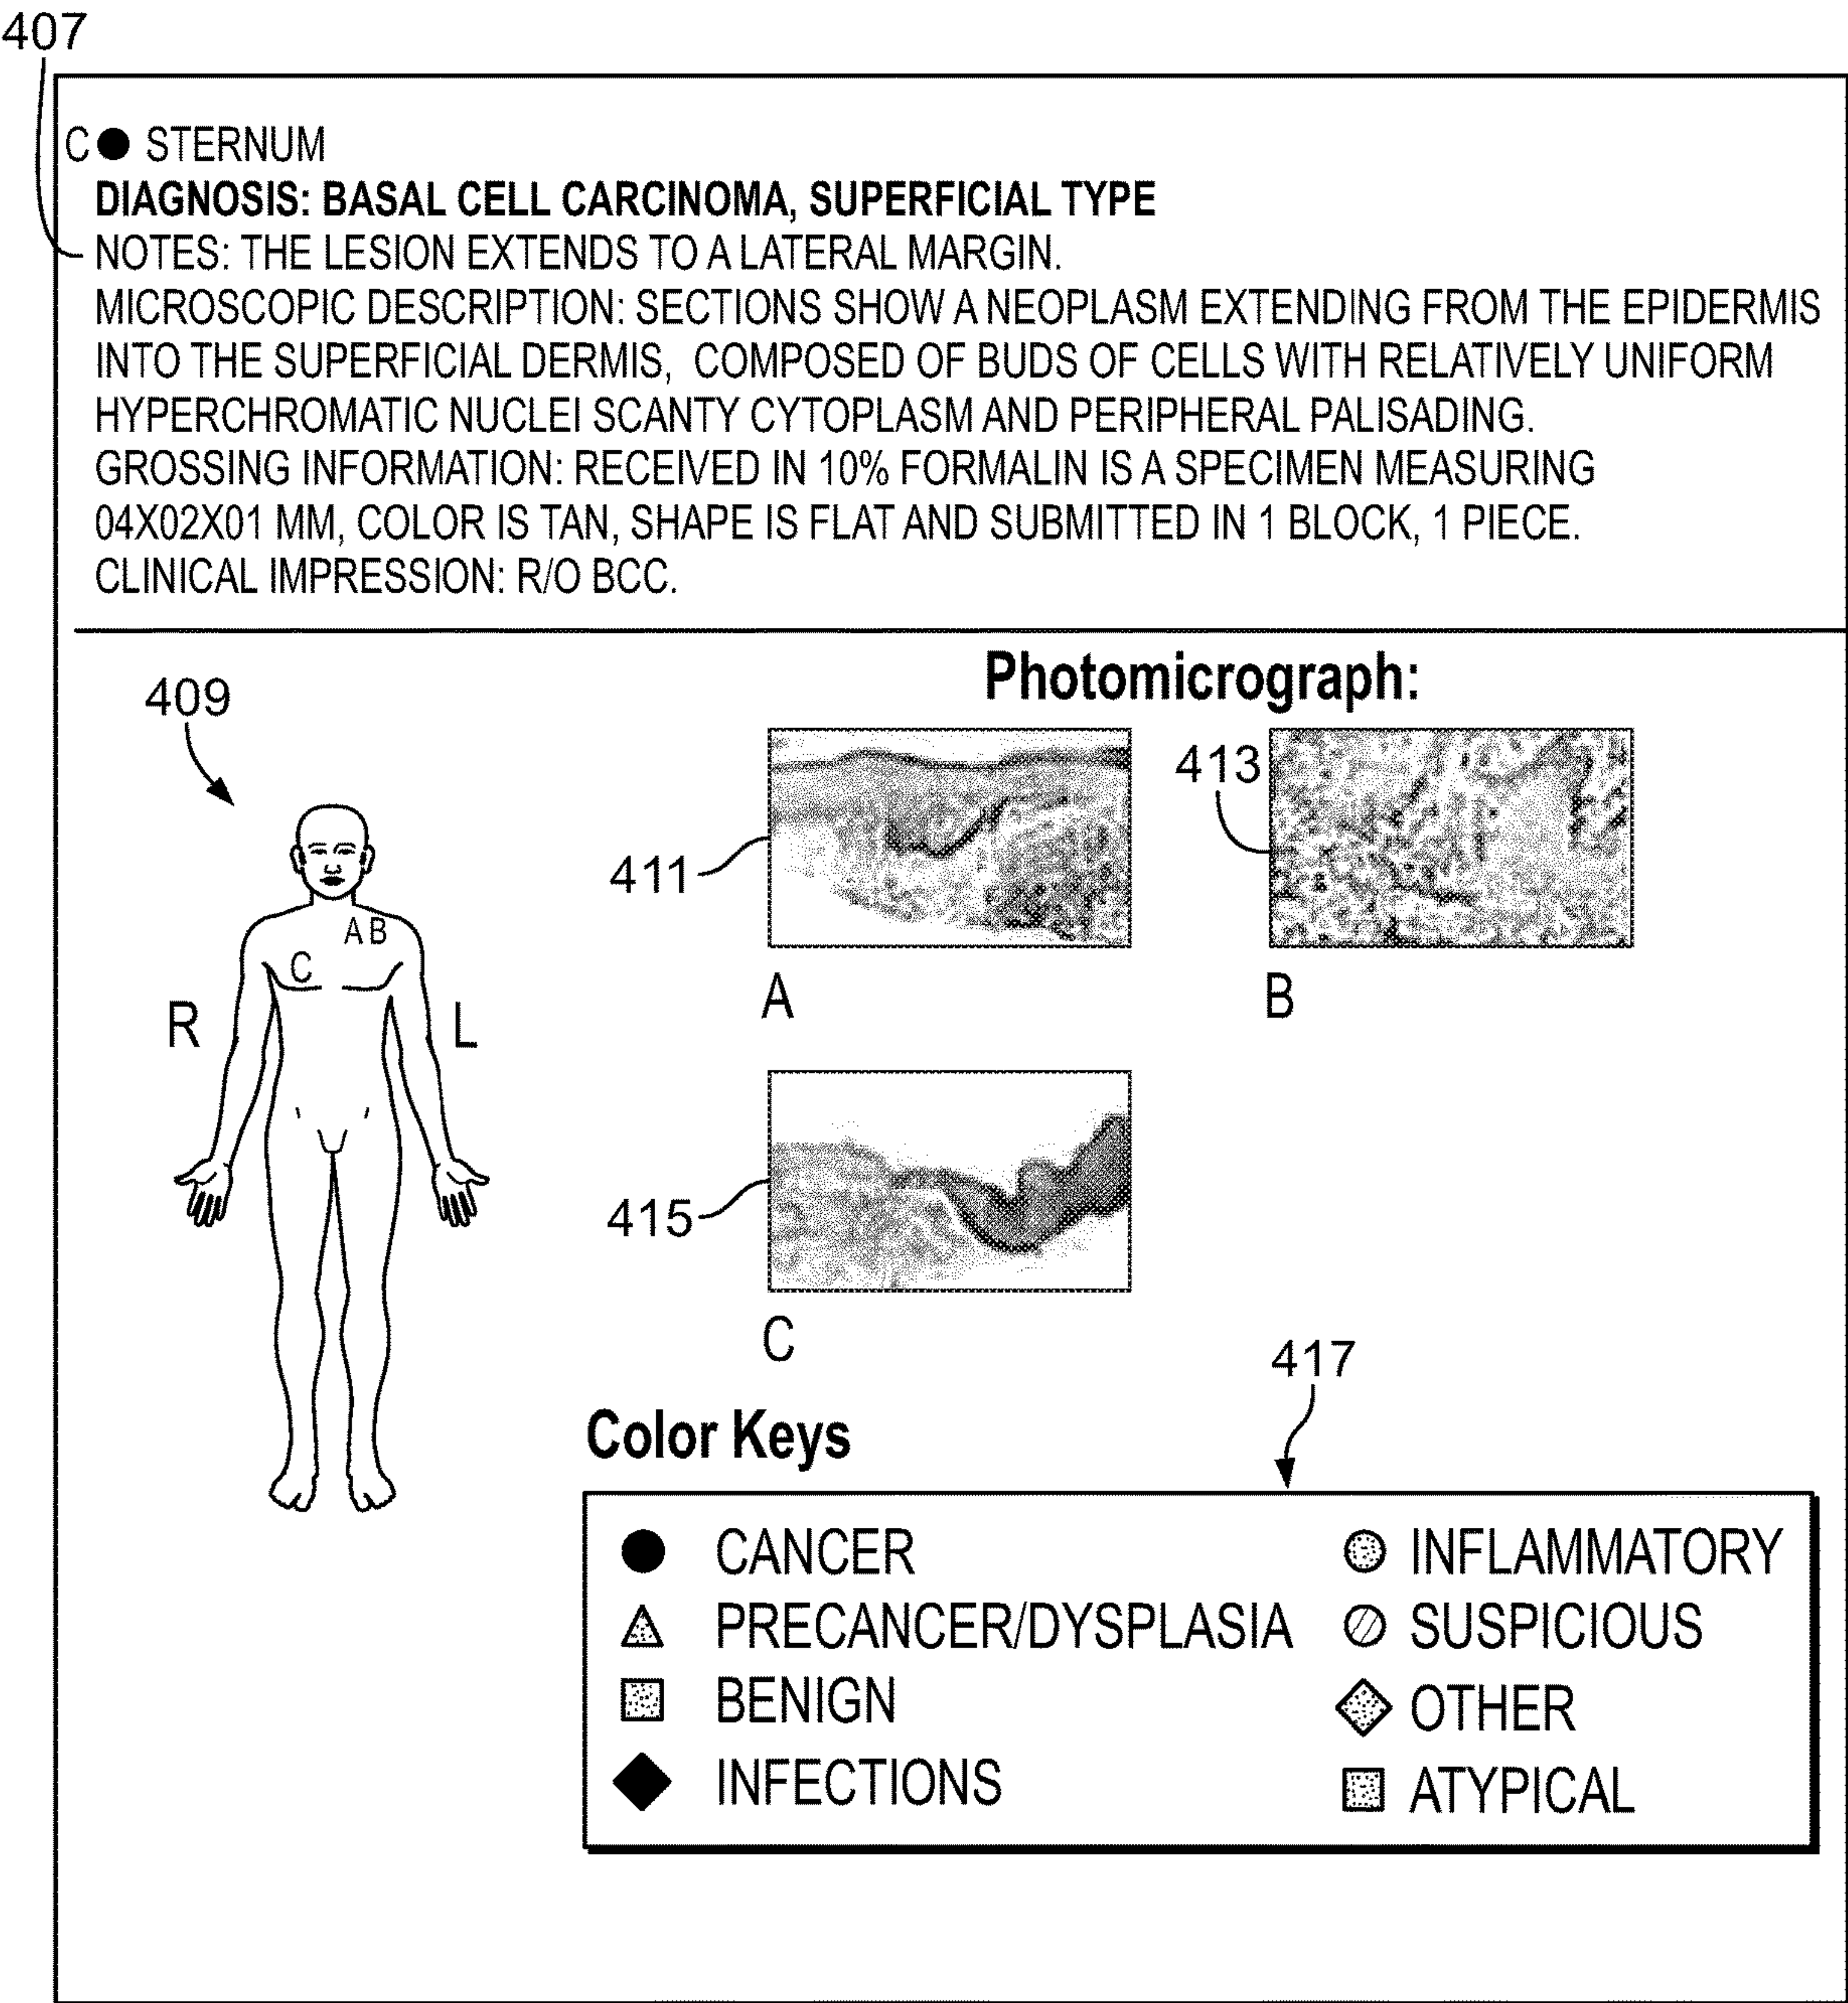 407
C ● STERNUM
DIAGNOSIS: BASAL CELL CARCINOMA, SUPERFICIAL TYPE
NOTES: THE LESION EXTENDS TO A LATERAL MARGIN.
MICROSCOPIC DESCRIPTION: SECTIONS SHOW A NEOPLASM EXTENDING FROM THE EPIDERMIS
INTO THE SUPERFICIAL DERMIS, COMPOSED OF BUDS OF CELLS WITH RELATIVELY UNIFORM
HYPERCHROMATIC NUCLEI SCANTY CYTOPLASM AND PERIPHERAL PALISADING.
GROSSING INFORMATION: RECEIVED IN 10% FORMALIN IS A SPECIMEN MEASURING
04X02X01 MM, COLOR IS TAN, SHAPE IS FLAT AND SUBMITTED IN 1 BLOCK, 1 PIECE.
CLINICAL IMPRESSION: R/O BCC.
409
A B
C
R L
Photomicrograph:
411
413
A B
415
C
417
Color Keys
CANCER INFLAMMATORY
PRECANCER/DYSPLASIA SUSPICIOUS
BENIGN OTHER
INFECTIONS ATYPICAL